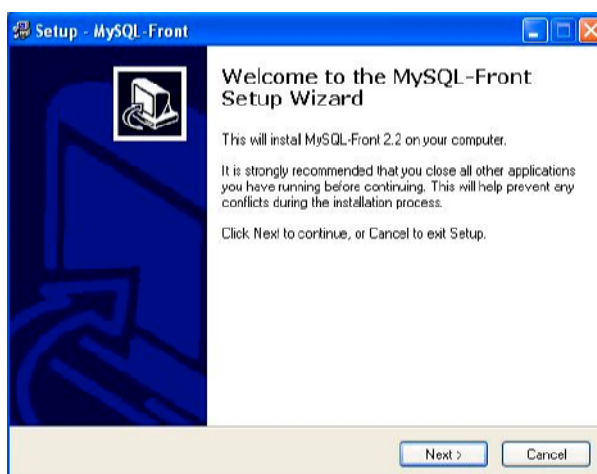 Setup - MySQL-Front
Welcome to the MySQL-Front
Setup Wizard
This will install MySQL-Front 2.2 on your computer.
It is strongly recommended that you close all other applications
you have running before continuing. This will help prevent any
conflicts during the installation process.
Click Next to continue, or Cancel to exit Setup.
Next >
Cancel